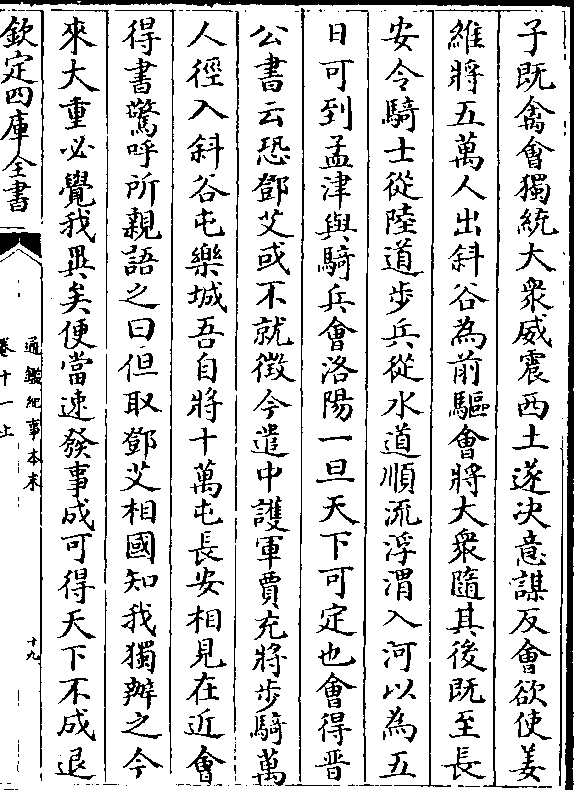 子既禽會獨統大衆威震西土遂决意謀反會欲使姜
維將五萬人出斜谷為前驅會將大衆隨其後既至長
安令騎士從陸道歩兵從水道順流浮渭入河以為五
日可到孟津與騎兵會洛陽一旦天下可定也會得晉
公書云恐鄧艾或不就徵今遣中護軍賈充將歩騎萬
人徑入斜谷屯樂城吾自將十萬屯長安相見在近會
得書驚呼所親語之曰但取鄧艾相國知我獨辦之今
來大重必覺我異矣便當速發事成可得天下不成退
欽定四庫全書
通鑑紀事本末
卷十一上
十九